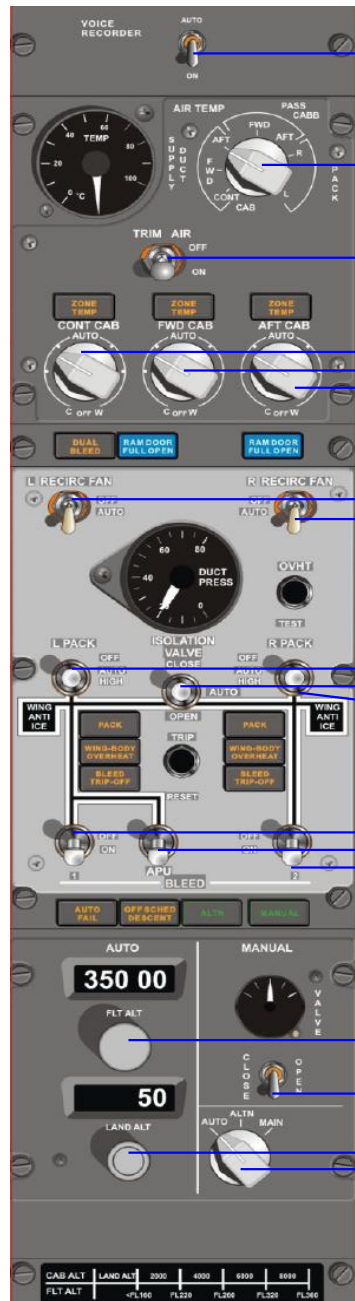 VOICE RECORDER
AUTO
ON
AIR TEMP
PASS CABB
FWD
AFT
AFT
R
L
FWD
CONT CAB
SUPPLY DUCT
PACK
TEMP
0 20 40 60 80 100
°C
TRIM AIR
OFF
ON
ZONE TEMP
ZONE TEMP
ZONE TEMP
CONT CAB
FWD CAB
AFT CAB
AUTO
AUTO
AUTO
C OFF W
C OFF W
C OFF W
DUAL BLEED
RAM DOOR FULL OPEN
RAM DOOR FULL OPEN
L RECIRC FAN
R RECIRC FAN
OFF
AUTO
OFF
AUTO
60 80
40
0
DUCT PRESS
OVHT
TEST
L PACK
ISOLATION VALVE
R PACK
CLOSE
OFF
AUTO
HIGH
OFF
AUTO
HIGH
AUTO
OPEN
WING ANTI ICE
WING ANTI ICE
PACK
TRIP
PACK
WING-BODY OVERHEAT
WING-BODY OVERHEAT
BLEED TRIP-OFF
BLEED TRIP-OFF
RESET
OFF
ON
OFF
ON
1
APU
2
BLEED
AUTO FAIL
OFF SCHED DESCENT
ALTN
MANUAL
AUTO
MANUAL
350 00
FLT ALT
VALVE
CLOSE
OPEN
50
LAND ALT
AUTO
ALTN
MAIN
CAB ALT LAND ALT 2000 4000 6000 8000
FLT ALT <FL160 FL220 FL260 FL320 FL360